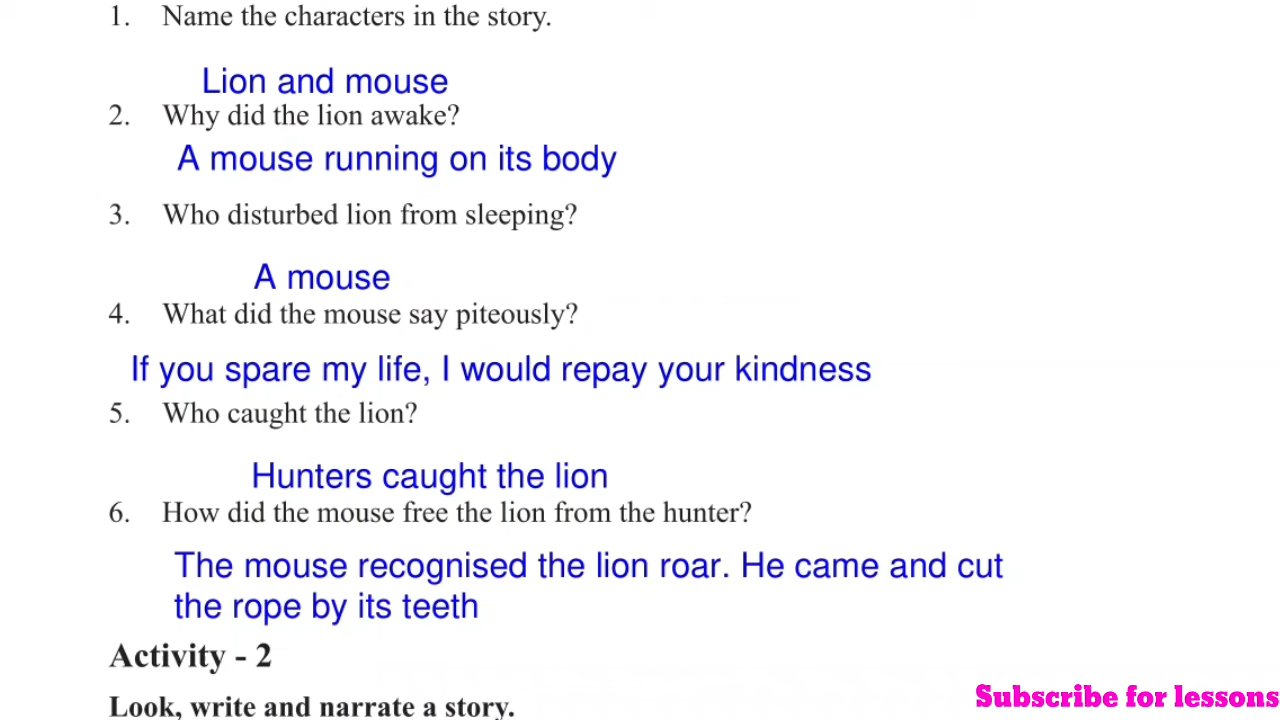 1. Name the characters in the story.
Lion and mouse
2. Why did the lion awake?
A mouse running on its body
3. Who disturbed lion from sleeping?
A mouse
4. What did the mouse say piteously?
If you spare my life, I would repay your kindness
5. Who caught the lion?
Hunters caught the lion
6. How did the mouse free the lion from the hunter?
The mouse recognised the lion roar. He came and cut
the rope by its teeth
Activity - 2
Look, write and narrate a story.
Subscribe for lessons